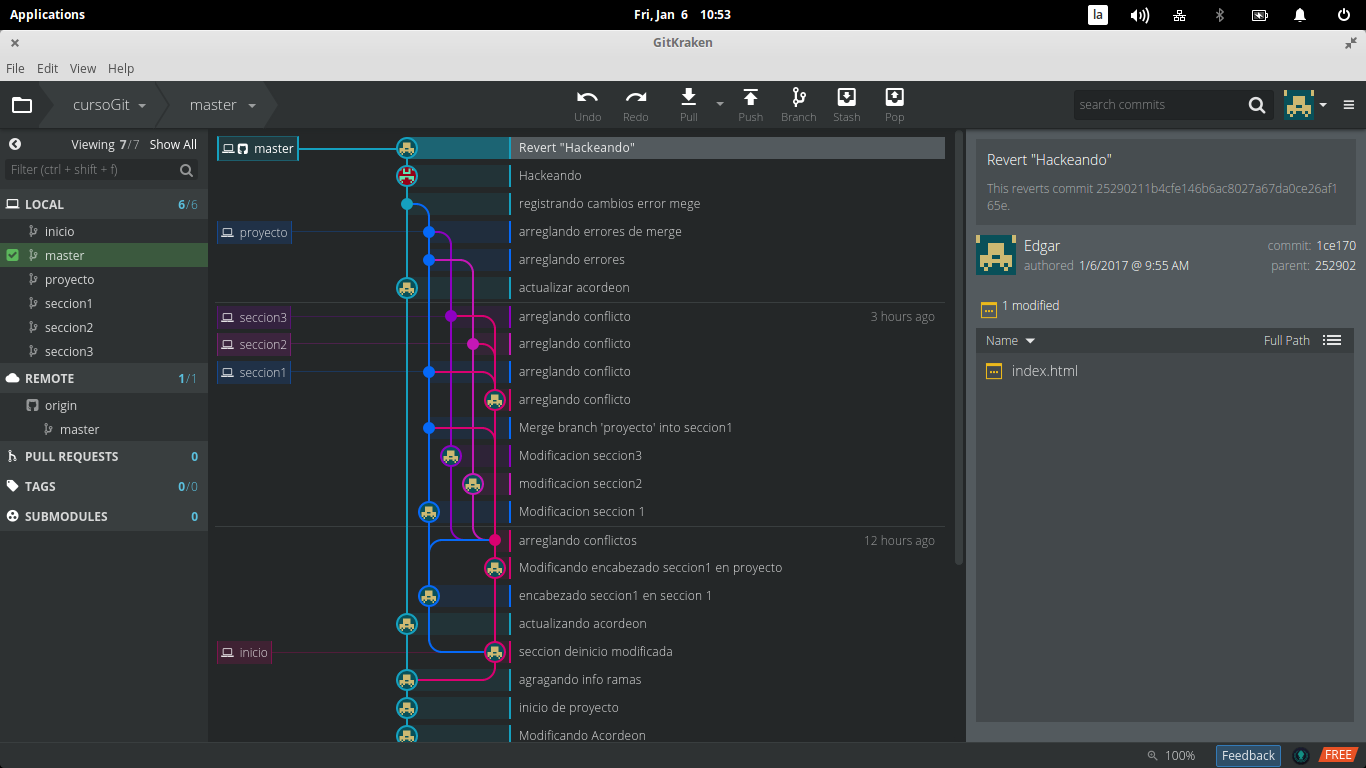 Applications
Fri, Jan 6 10:53
la
GitKraken
File Edit View Help
cursoGit
master
Undo
Redo
Pull
Push
Branch
Stash
Pop
search commits
Viewing 7/7 Show All
Filter (ctrl + shift + f)
LOCAL 6/6
inicio
master
proyecto
seccion1
seccion2
seccion3
REMOTE 1/1
origin
master
PULL REQUESTS 0
TAGS 0/0
SUBMODULES 0
master Revert "Hackeando"
Hackeando
registrando cambios error mege
proyecto arreglando errores de merge
arreglando errores
actualizar acordeon
seccion3 arreglando conflicto 3 hours ago
seccion2 arreglando conflicto
seccion1 arreglando conflicto
arreglando conflicto
Merge branch 'proyecto' into seccion1
Modificacion seccion3
modificacion seccion2
Modificacion seccion 1
arreglando conflictos 12 hours ago
Modificando encabezado seccion1 en proyecto
encabezado seccion1 en seccion 1
actualizando acordeon
inicio seccion deinicio modificada
agragando info ramas
inicio de proyecto
Modificando Acordeon
Revert "Hackeando"
This reverts commit 25290211b4cfe146b6ac8027a67da0ce26af1
65e.
Edgar commit: 1ce170
authored 1/6/2017 @ 9:55 AM parent: 252902
1 modified
Name Full Path
index.html
100%
Feedback
FREE